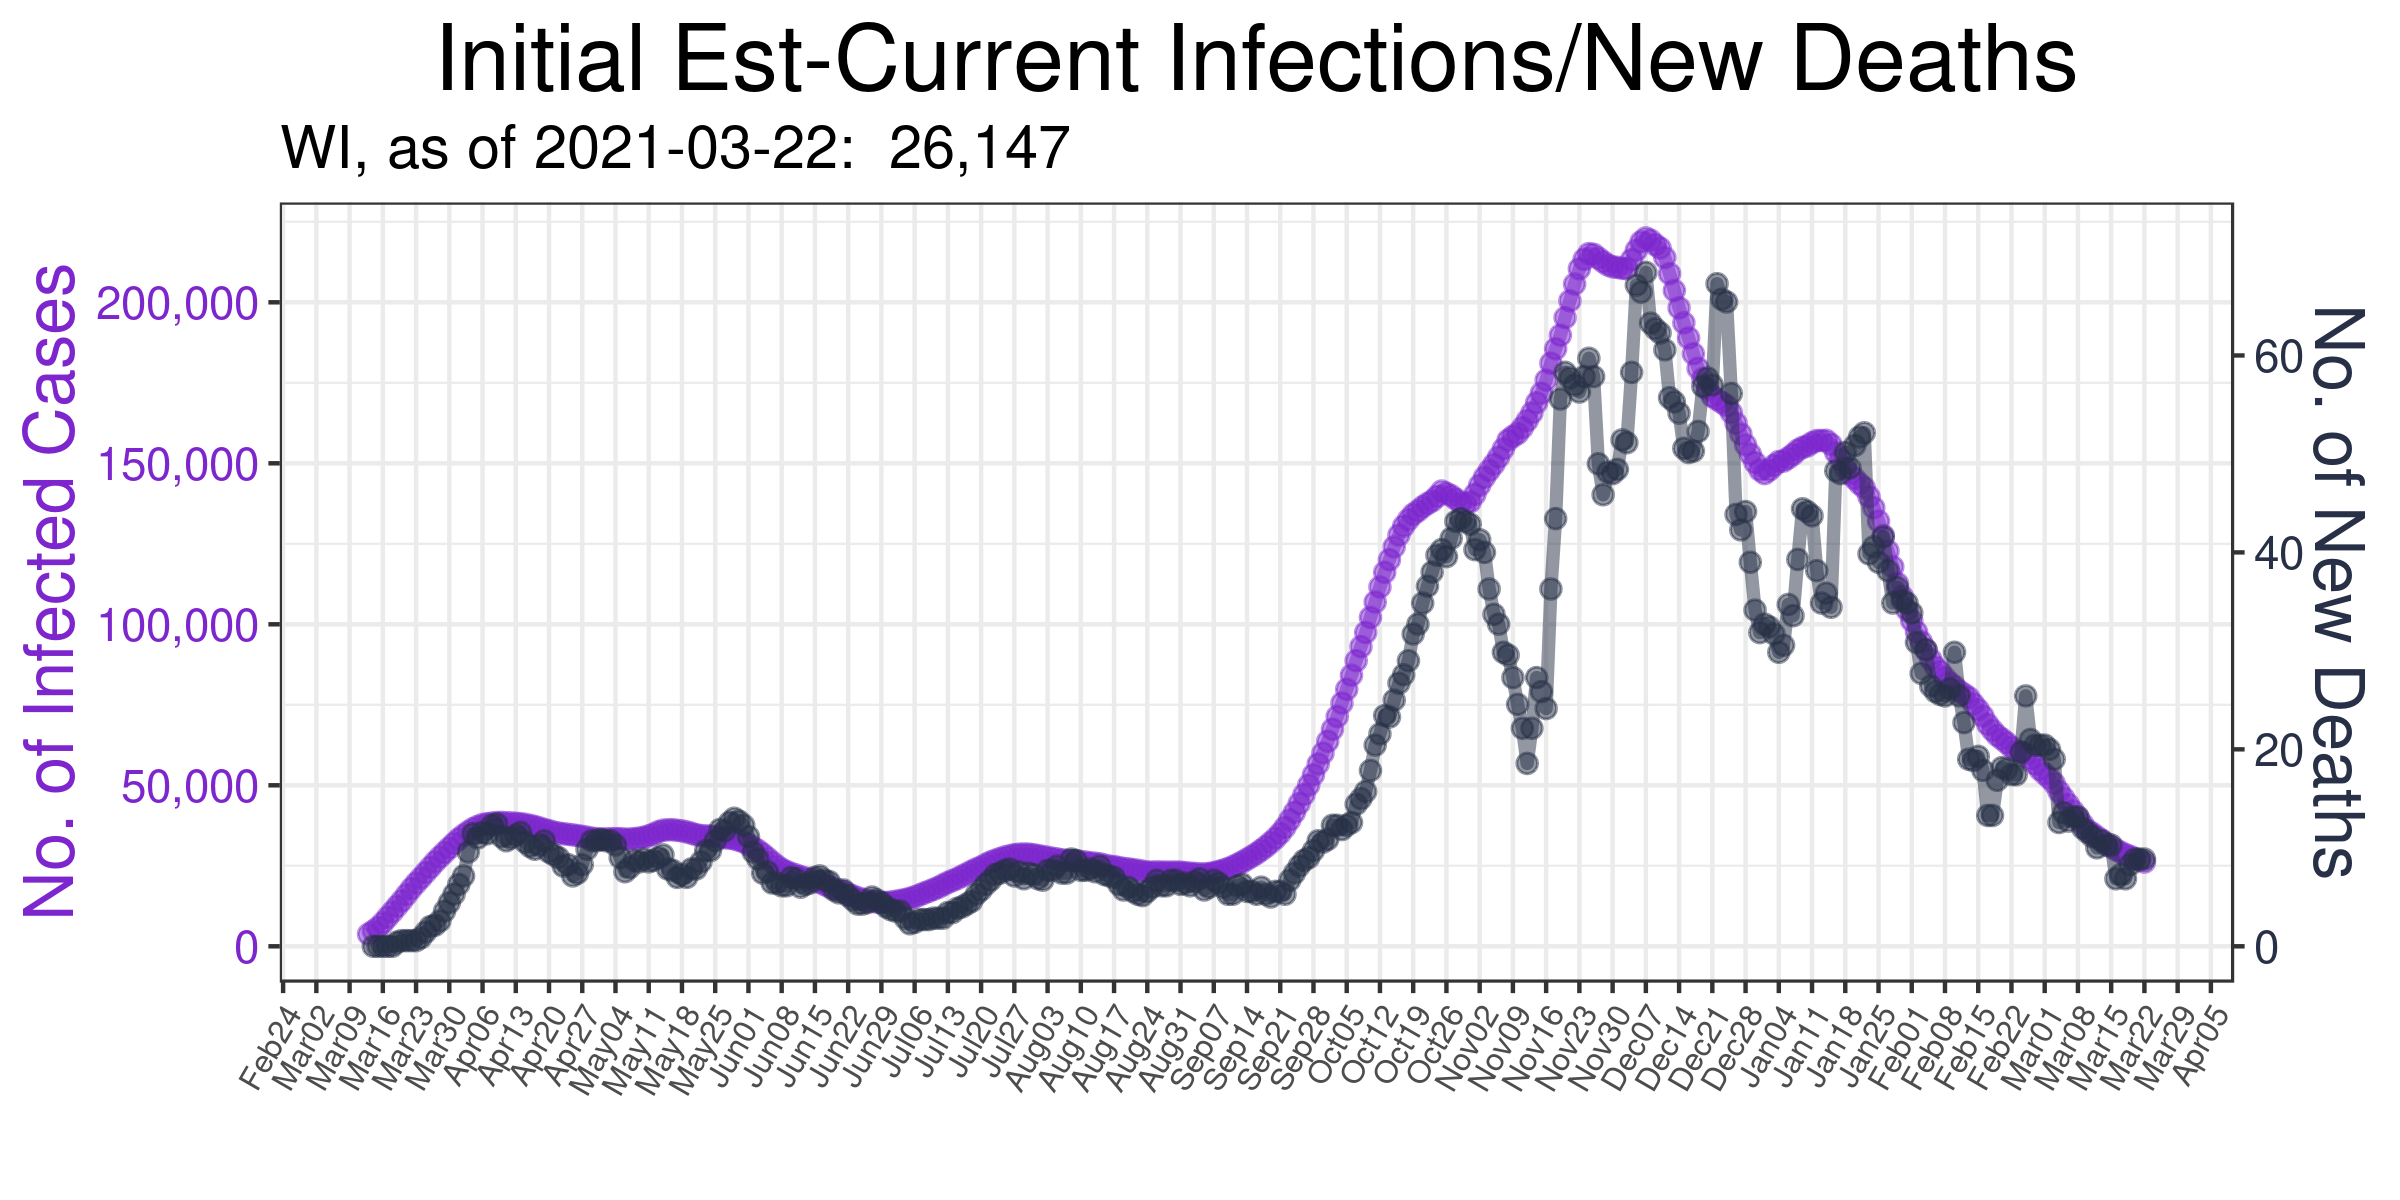 Initial Est-Current Infections/New Deaths
WI, as of 2021-03-22:  26,147
No. of Infected Cases
200,000
150,000
100,000
50,000
0
60
40
20
0
No. of New Deaths
Feb24
Mar02
Mar09
Mar16
Mar23
Mar30
Apr06
Apr13
Apr20
Apr27
May04
May11
May18
May25
Jun01
Jun08
Jun15
Jun22
Jun29
Jul06
Jul13
Jul20
Jul27
Aug03
Aug10
Aug17
Aug24
Aug31
Sep07
Sep14
Sep21
Sep28
Oct05
Oct12
Oct19
Oct26
Nov02
Nov09
Nov16
Nov23
Nov30
Dec07
Dec14
Dec21
Dec28
Jan04
Jan11
Jan18
Jan25
Feb01
Feb08
Feb15
Feb22
Mar01
Mar08
Mar15
Mar22
Mar29
Apr05